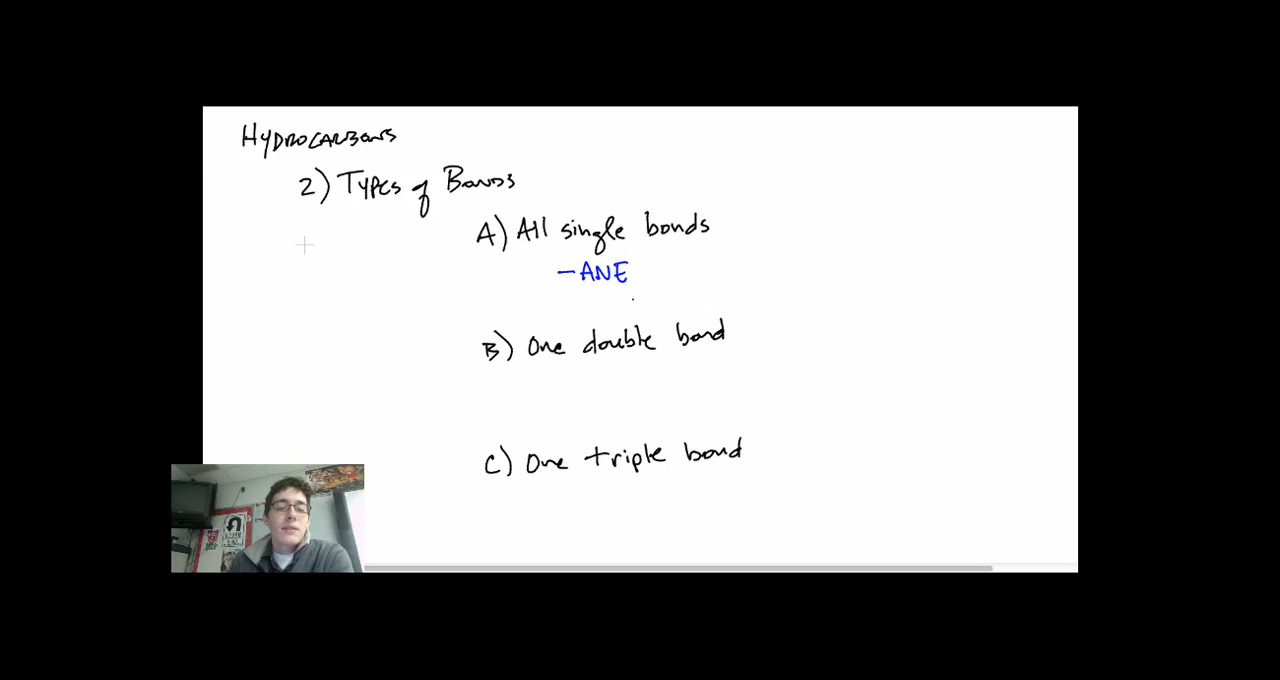 HYDROCARBONS
2) TYPES of BONDS
A) All single bonds
-ANE
B) One double bond
C) One triple bond